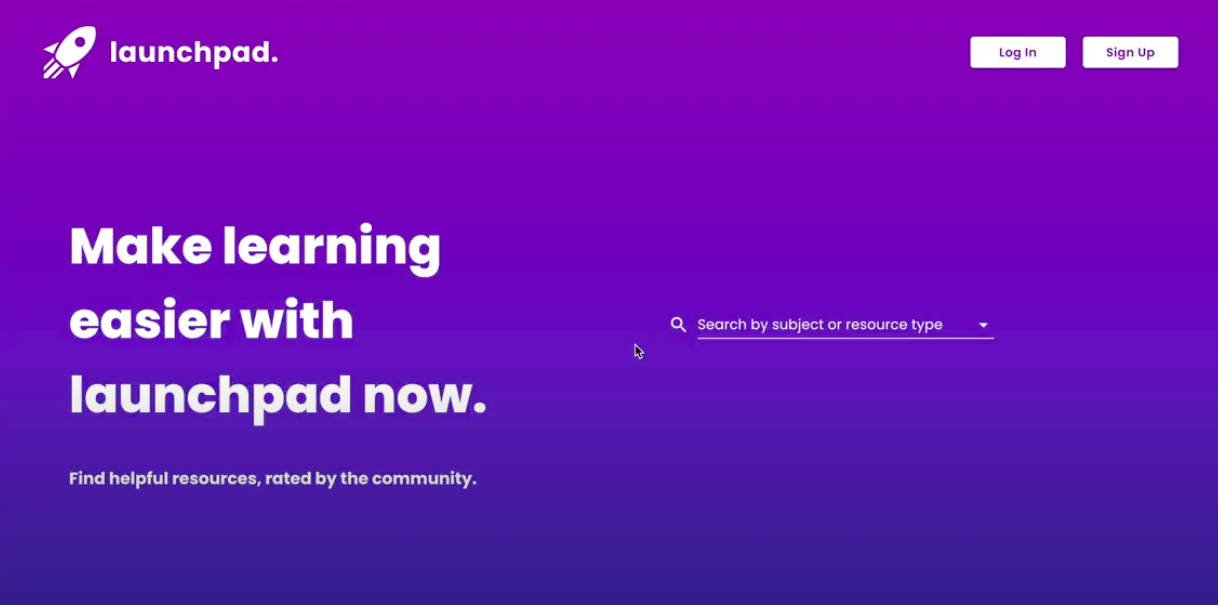 launchpad.
Log In
Sign Up
Make learning
easier with
launchpad now.
Search by subject or resource type
Find helpful resources, rated by the community.